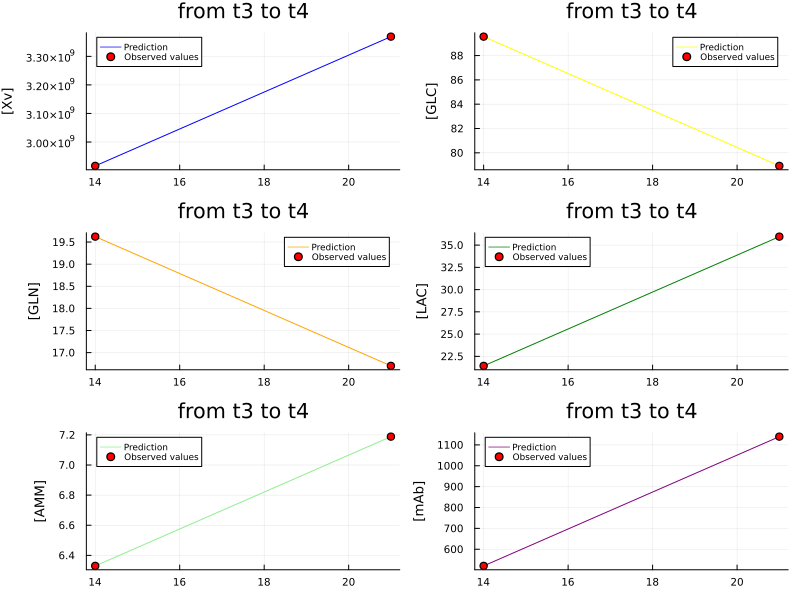 from t3 to t4
[Xv]
3.30×10⁹
3.20×10⁹
3.10×10⁹
3.00×10⁹
Prediction
Observed values
14 16 18 20
from t3 to t4
[GLC]
88
86
84
82
80
Prediction
Observed values
14 16 18 20
from t3 to t4
[GLN]
19.5
19.0
18.5
18.0
17.5
17.0
Prediction
Observed values
14 16 18 20
from t3 to t4
[LAC]
35.0
32.5
30.0
27.5
25.0
22.5
Prediction
Observed values
14 16 18 20
from t3 to t4
[AMM]
7.2
7.0
6.8
6.6
6.4
Prediction
Observed values
14 16 18 20
from t3 to t4
[mAb]
1100
1000
900
800
700
600
Prediction
Observed values
14 16 18 20